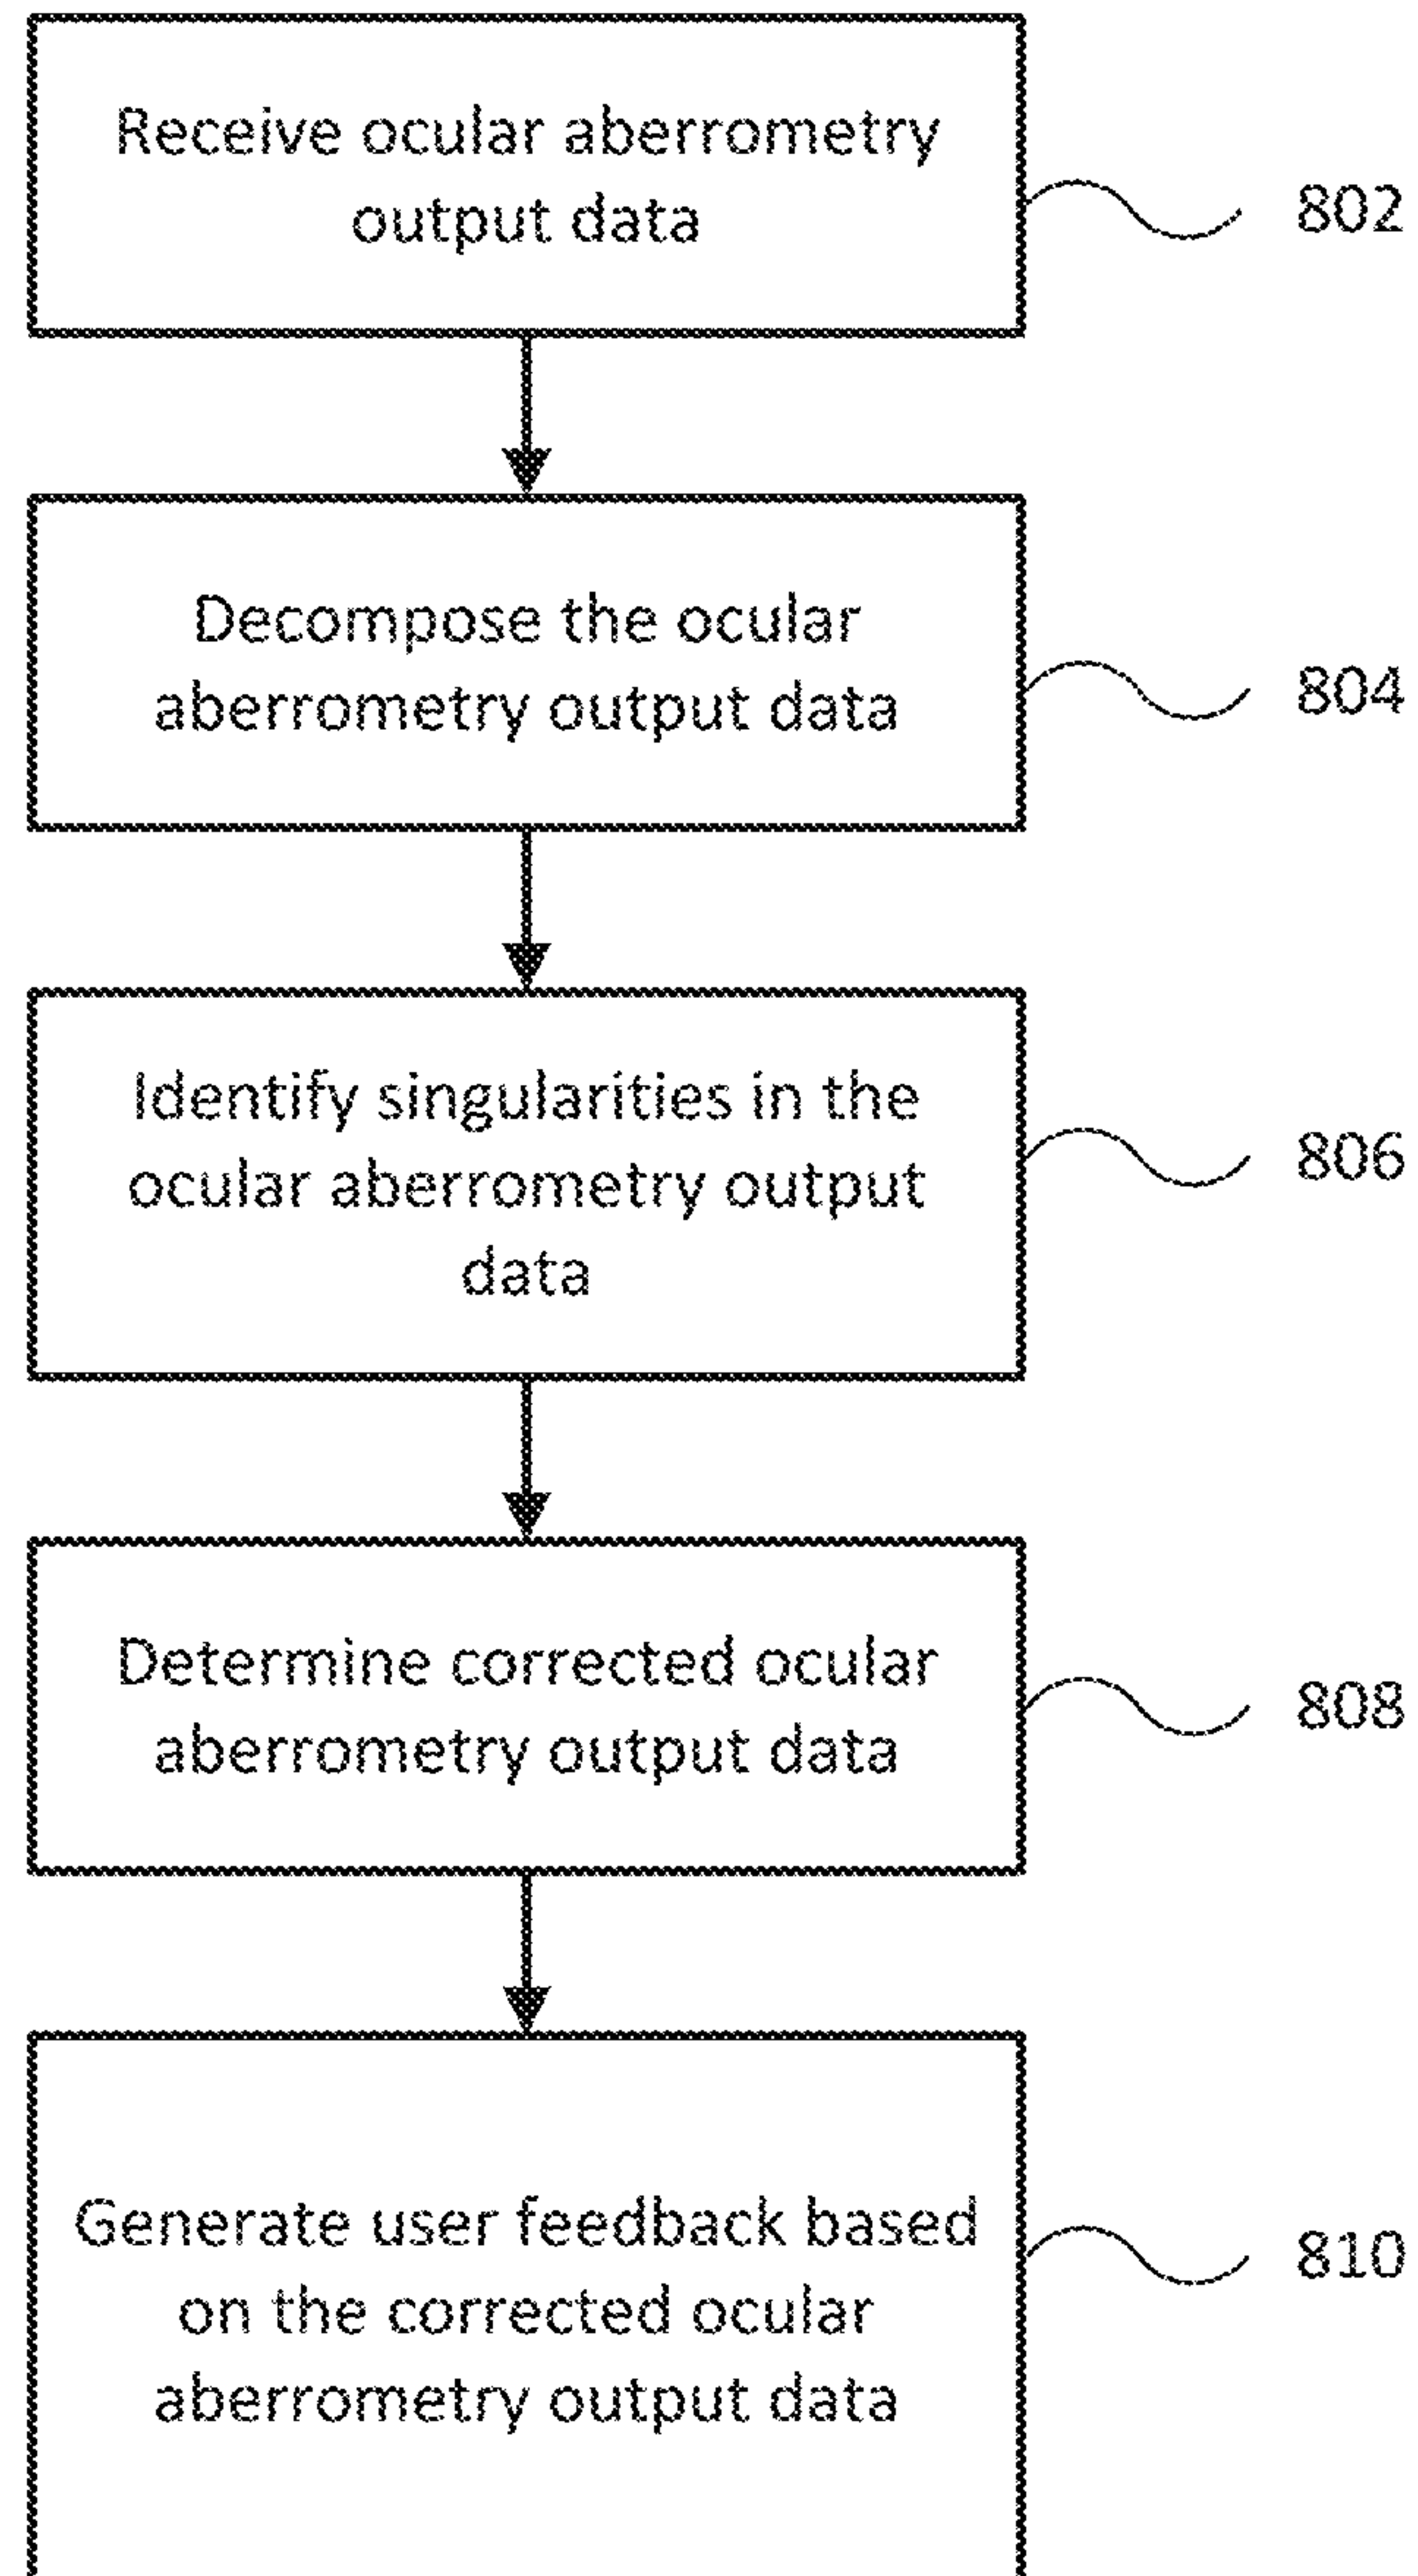 Receive ocular aberrometry
output data
802
Decompose the ocular
aberrometry output data
804
Identify singularities in the
ocular aberrometry output
data
806
Determine corrected ocular
aberrometry output data
808
Generate user feedback based
on the corrected ocular
aberrometry output data
810